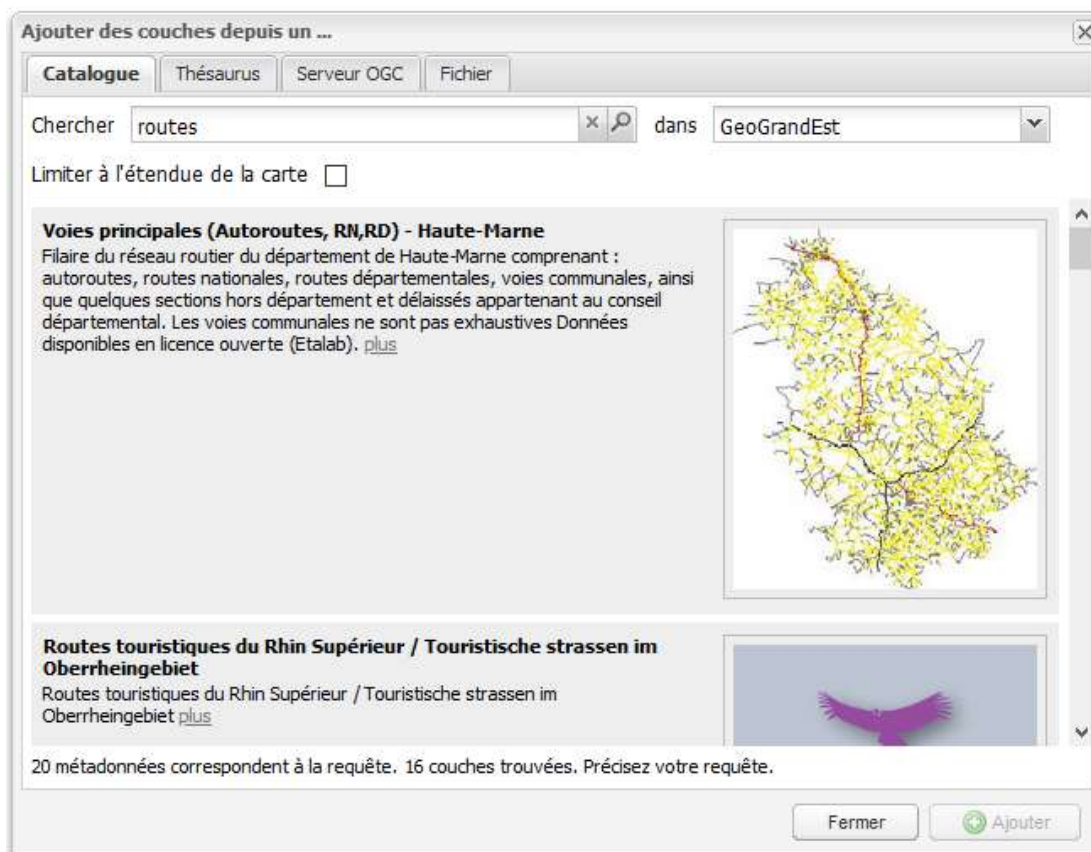 Ajouter des couches depuis un ...
Catalogue Thésaurus Serveur OGC Fichier
Chercher routes dans GeoGrandEst
Limiter à l'étendue de la carte
Voies principales (Autoroutes, RN,RD) - Haute-Marne
Filaire du réseau routier du département de Haute-Marne comprenant :
autoroutes, routes nationales, routes départementales, voies communales, ainsi
que quelques sections hors département et délaissés appartenant au conseil
départemental. Les voies communales ne sont pas exhaustives Données
disponibles en licence ouverte (Etalab). plus
Routes touristiques du Rhin Supérieur / Touristische strassen im
Oberrheingebiet
Routes touristiques du Rhin Supérieur / Touristische strassen im
Oberrheingebiet plus
20 métadonnées correspondent à la requête. 16 couches trouvées. Précisez votre requête.
Fermer Ajouter